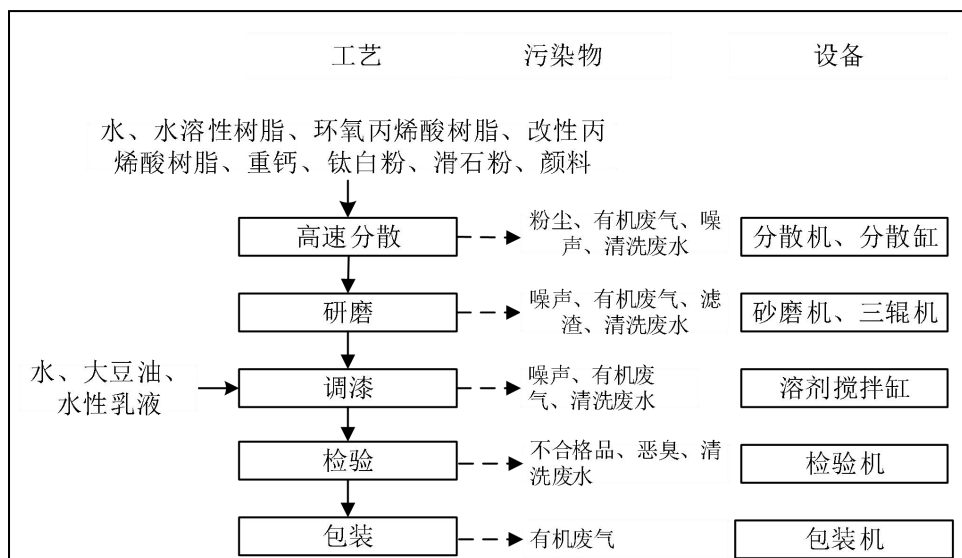 工艺 污染物 设备
水、水溶性树脂、环氧丙烯酸树脂、改性丙
烯酸树脂、重钙、钛白粉、滑石粉、颜料
高速分散
粉尘、有机废气、噪
声、清洗废水
分散机、分散缸
研磨
噪声、有机废气、滤
渣、清洗废水
砂磨机、三辊机
水、大豆油、
水性乳液
调漆
噪声、有机废
气、清洗废水
溶剂搅拌缸
检验
不合格品、恶臭、清
洗废水
检验机
包装
有机废气
包装机